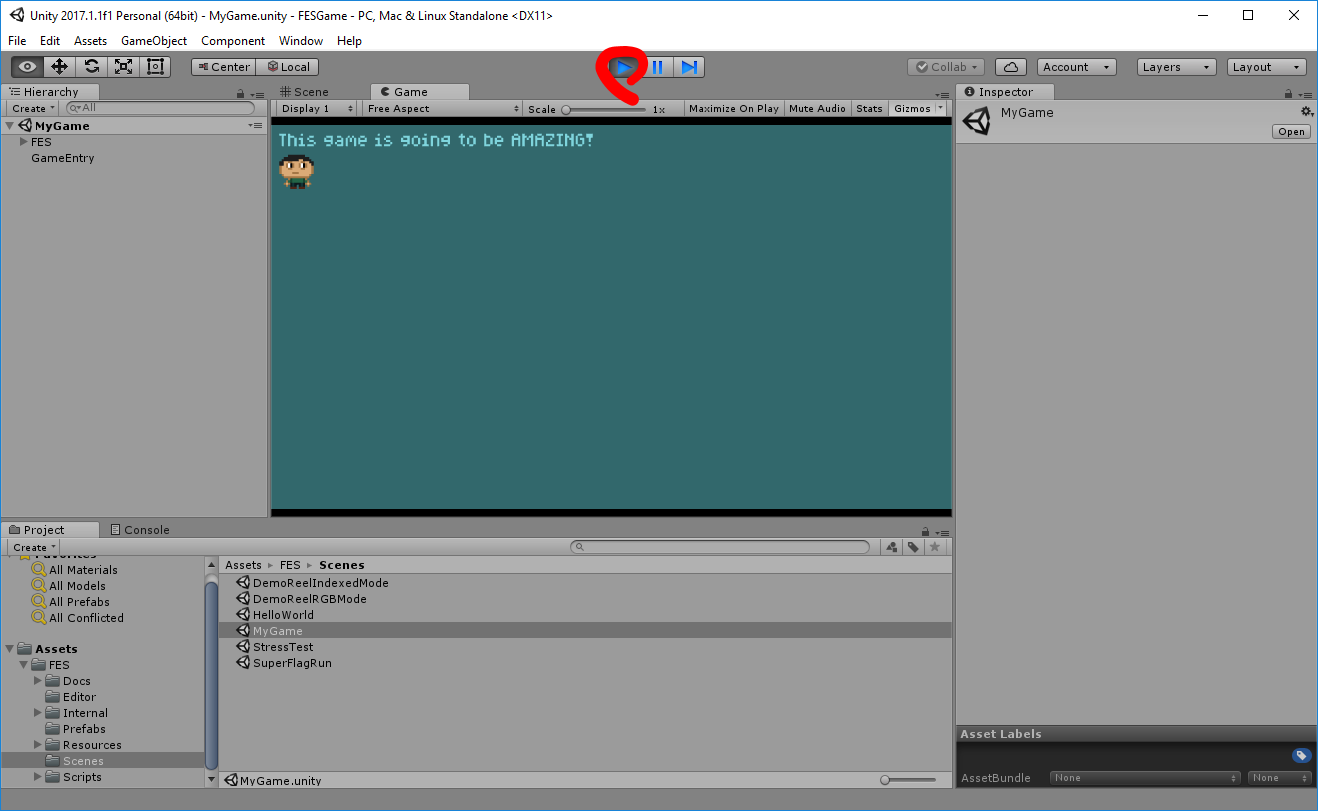 Unity 2017.1.1f1 Personal (64bit) - MyGame.unity - FESGame - PC, Mac & Linux Standalone <DX11>
File Edit Assets GameObject Component Window Help
Center Local Collab Account Layers Layout
Hierarchy
Create All
MyGame
FES
GameEntry
Scene Game
Display 1 Free Aspect Scale 1x Maximize On Play Mute Audio Stats Gizmos
This game is going to be AMAZING!
Inspector
MyGame
Open
Project Console
Create
Favorites
All Materials
All Models
All Prefabs
All Conflicted
Assets
FES
Docs
Editor
Internal
Prefabs
Resources
Scenes
Scripts
Assets FES Scenes
DemoReelIndexedMode
DemoReelRGBMode
HelloWorld
MyGame
StressTest
SuperFlagRun
MyGame.unity
Asset Labels
AssetBundle None None